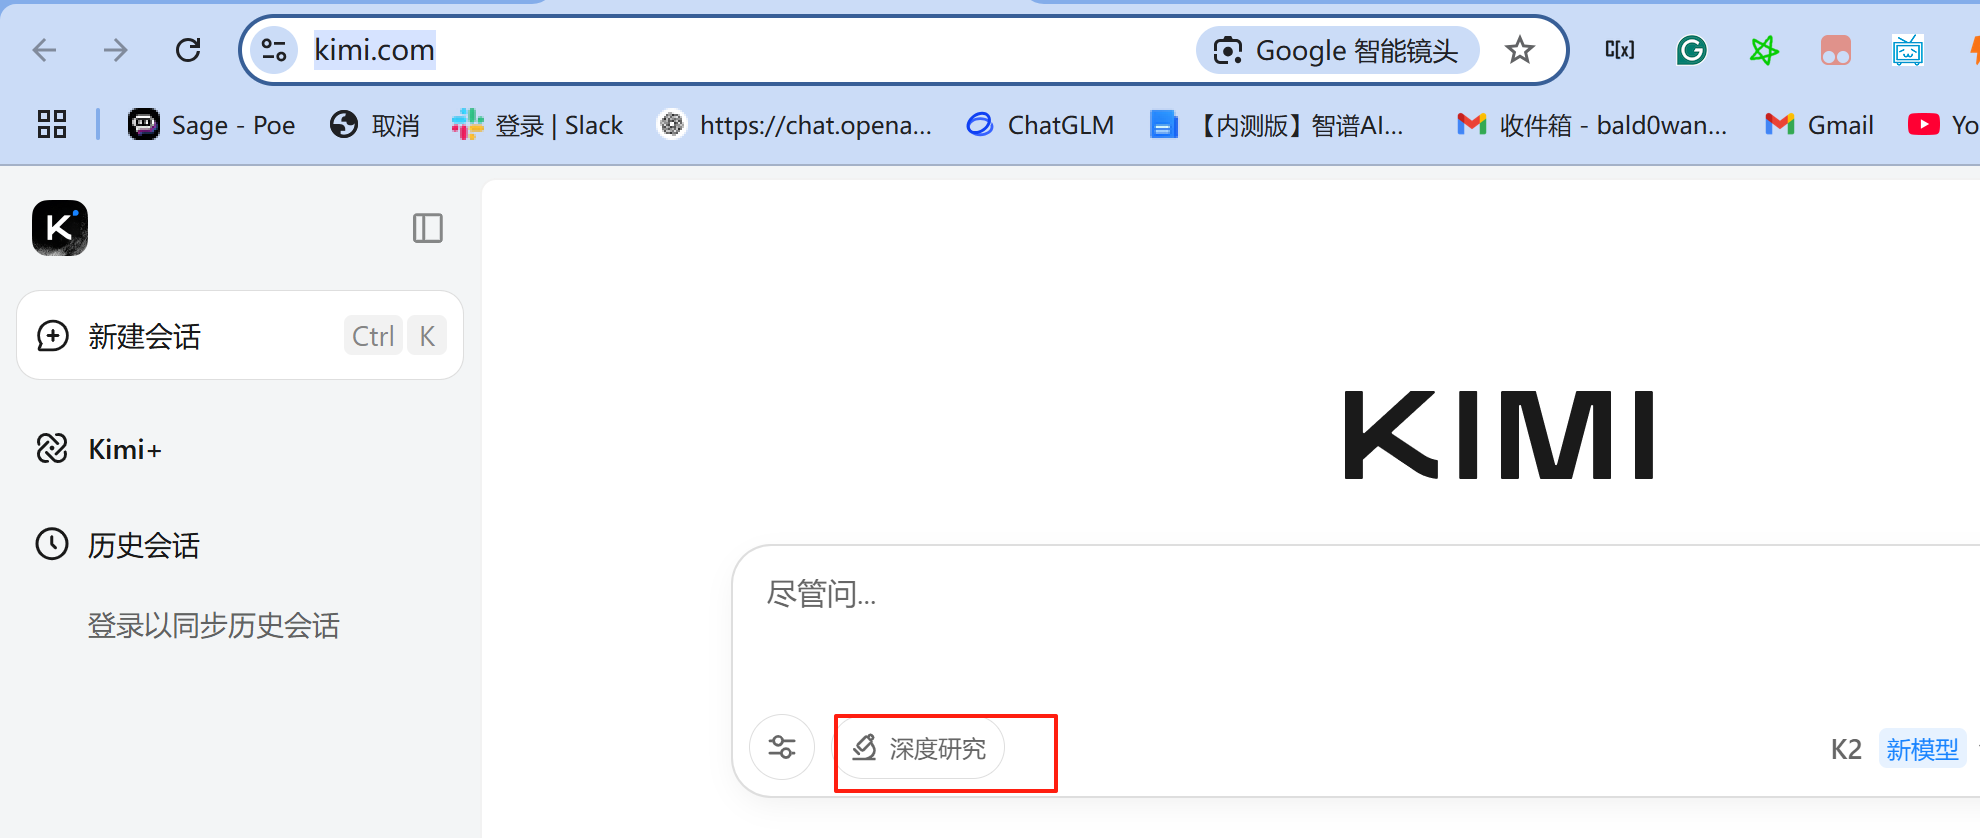 kimi.com
Google 智能镜头
C[x]
Sage - Poe
取消
登录 | Slack
https://chat.opena...
ChatGLM
【内测版】智谱AI...
收件箱 - bald0wan...
Gmail
Yo
K
新建会话
Ctrl K
Kimi+
历史会话
登录以同步历史会话
KIMI
尽管问...
深度研究
K2 新模型